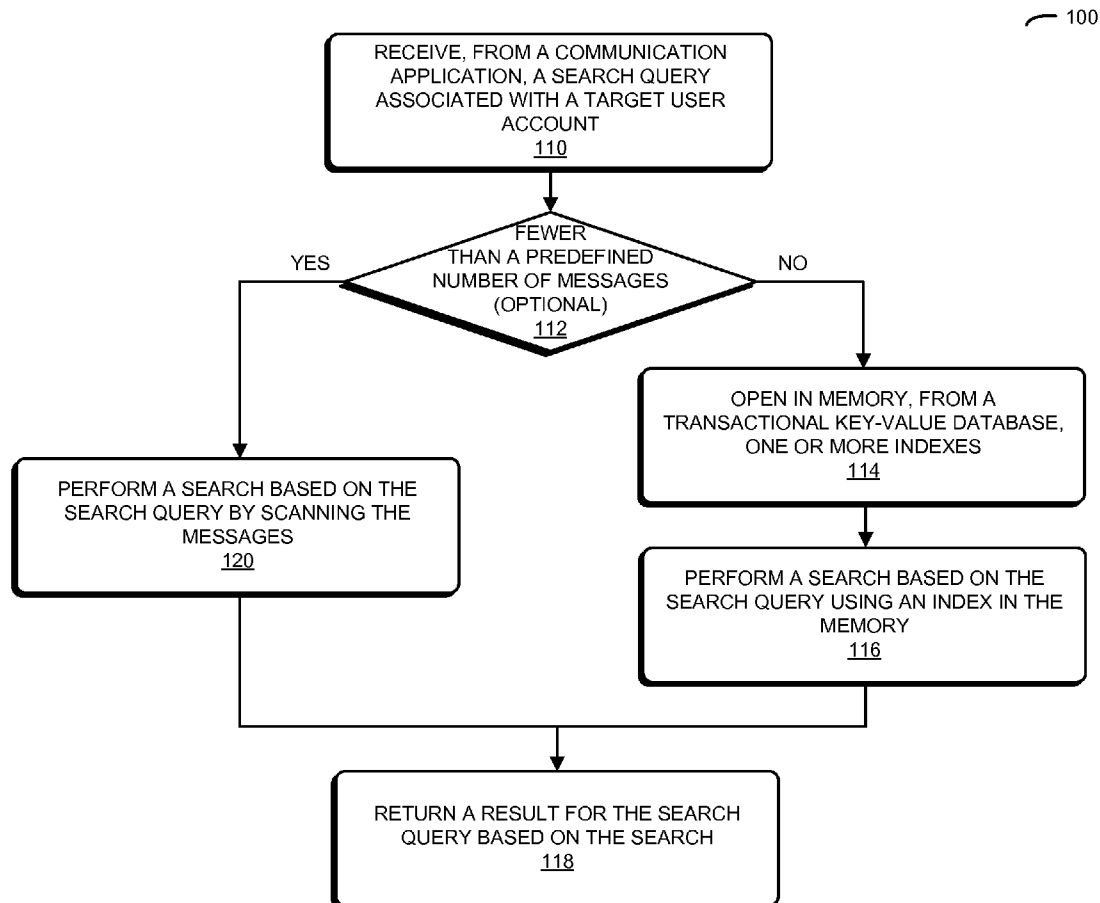 100
RECEIVE, FROM A COMMUNICATION
APPLICATION, A SEARCH QUERY
ASSOCIATED WITH A TARGET USER
ACCOUNT
110
FEWER
THAN A PREDEFINED
NUMBER OF MESSAGES
(OPTIONAL)
112
YES
NO
OPEN IN MEMORY, FROM A
TRANSACTIONAL KEY-VALUE DATABASE,
ONE OR MORE INDEXES
114
PERFORM A SEARCH BASED ON THE
SEARCH QUERY BY SCANNING THE
MESSAGES
120
PERFORM A SEARCH BASED ON THE
SEARCH QUERY USING AN INDEX IN THE
MEMORY
116
RETURN A RESULT FOR THE SEARCH
QUERY BASED ON THE SEARCH
118